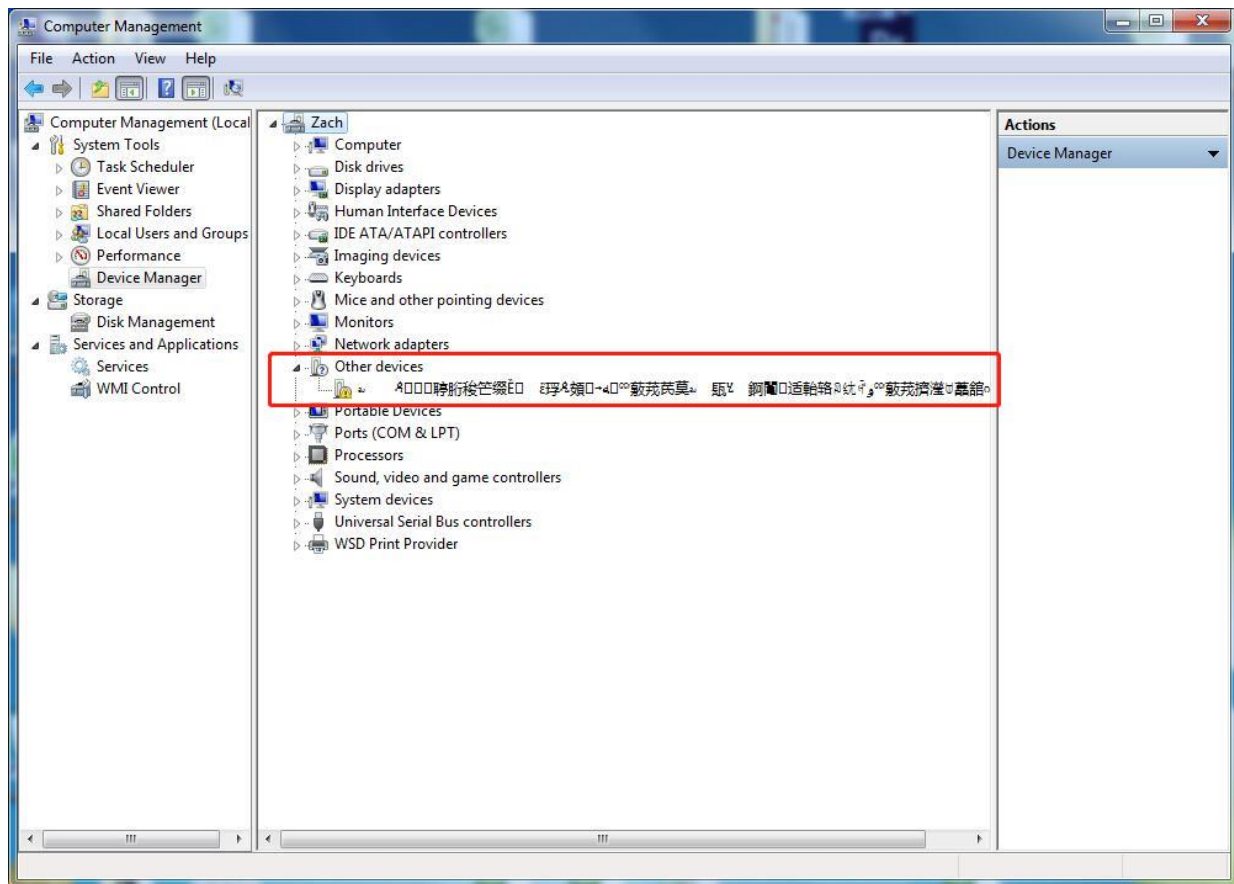 Computer Management
File Action View Help
Computer Management (Local
System Tools
Task Scheduler
Event Viewer
Shared Folders
Local Users and Groups
Performance
Device Manager
Storage
Disk Management
Services and Applications
Services
WMI Control
Zach
Computer
Disk drives
Display adapters
Human Interface Devices
IDE ATA/ATAPI controllers
Imaging devices
Keyboards
Mice and other pointing devices
Monitors
Network adapters
Other devices
Portable Devices
Ports (COM & LPT)
Processors
Sound, video and game controllers
System devices
Universal Serial Bus controllers
WSD Print Provider
Actions
Device Manager